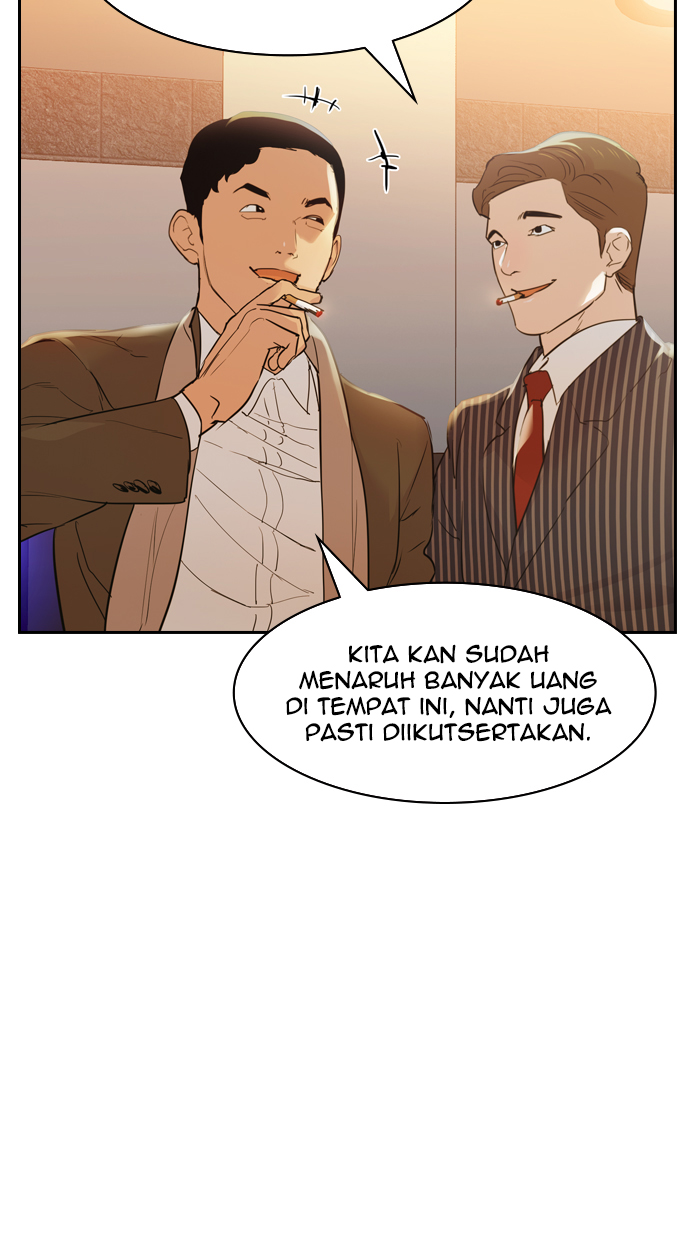 KITA KAN SUDAH
MENARUH BANYAK UANG
DI TEMPAT INI, NANTI JUGA
PASTI DIIKUTSERTAKAN.